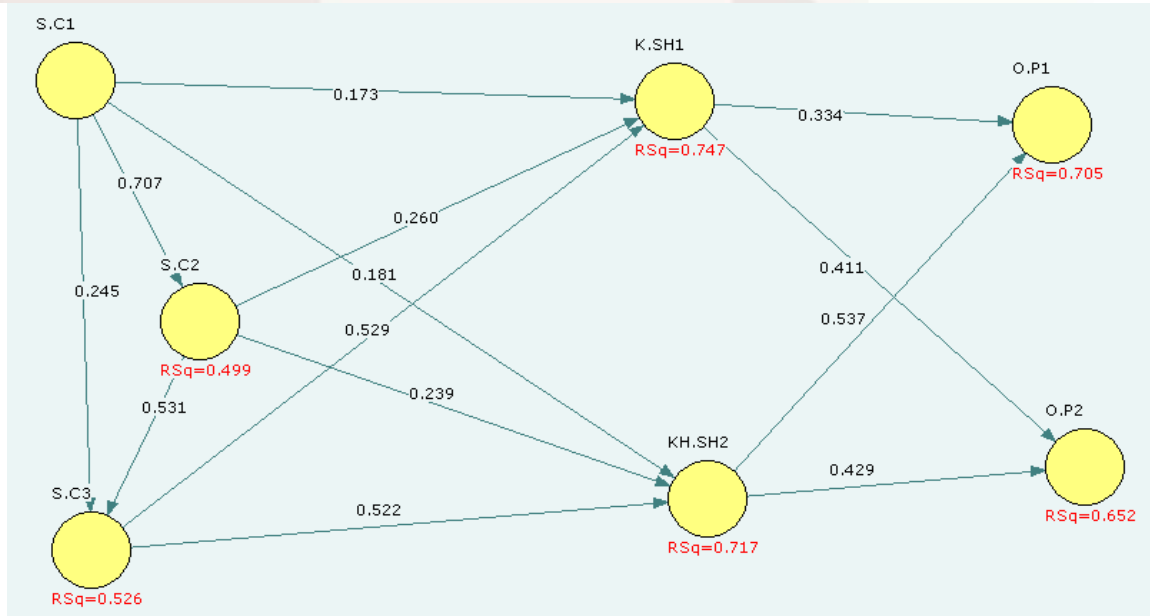 S.C1
K.SH1
O.P1
0.173
0.334
RSq=0.747
RSq=0.705
0.707
0.260
S.C2
0.181
0.411
0.245
0.529
0.537
RSq=0.499
0.239
0.531
O.P2
KH.SH2
0.429
S.C3
0.522
RSq=0.652
RSq=0.717
RSq=0.526